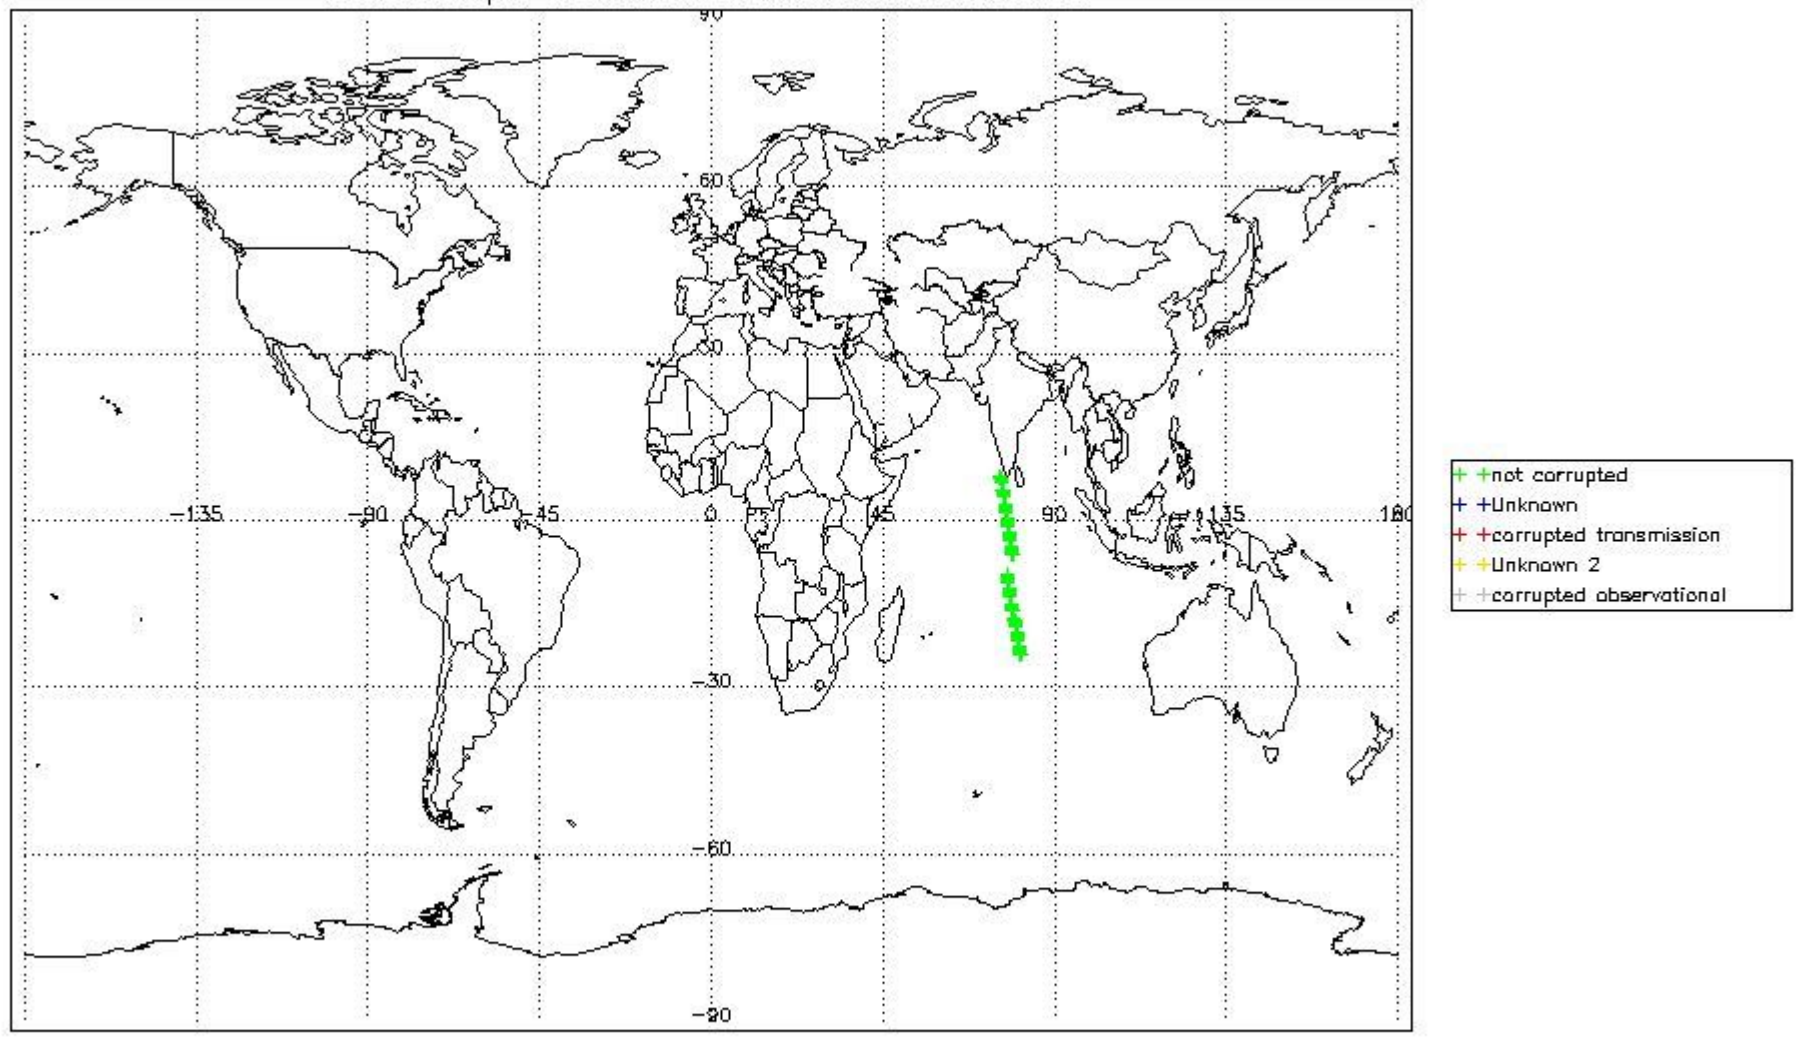 90
60
30
-135
-90
-45
0
45
90
135
180
-30
-60
-90
not corrupted
Unknown
corrupted transmission
Unknown 2
corrupted observational